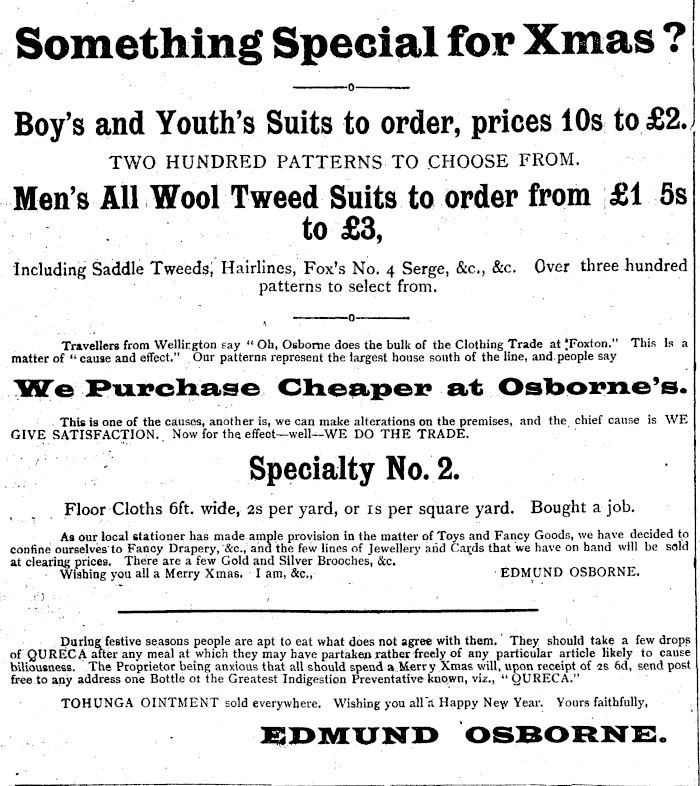 Something Special for Xmas?
Boy's and Youth's Suits to order, prices 10s to £2.
TWO HUNDRED PATTERNS TO CHOOSE FROM.
Men's All Wool Tweed Suits to order from £1 5s
to £3,
Including Saddle Tweeds, Hairlines, Fox's No. 4 Serge, &c., &c. Over three hundred
patterns to select from.
Travellers from Wellington say "Oh, Osborne does the bulk of the Clothing Trade at Foxton." This is a
matter of "cause and effect." Our patterns represent the largest house south of the line, and people say
We Purchase Cheaper at Osborne's.
This is one of the causes, another is, we can make alterations on the premises, and the chief cause is WE
GIVE SATISFACTION. Now for the effect—well—WE DO THE TRADE.
Specialty No. 2.
Floor Cloths 6ft. wide, 2s per yard, or 1s per square yard. Bought a job.
As our local stationer has made ample provision in the matter of Toys and Fancy Goods, we have decided to
confine ourselves to Fancy Drapery, &c., and the few lines of Jewellery and Cards that we have on hand will be sold
at clearing prices. There are a few Gold and Silver Brooches, &c.
Wishing you all a Merry Xmas. I am, &c., EDMUND OSBORNE.
During festive seasons people are apt to eat what does not agree with them. They should take a few drops
of QURECA after any meal at which they may have partaken rather freely of any particular article likely to cause
biliousness. The Proprietor being anxious that all should spend a Merry Xmas will, upon receipt of 2s 6d, send post
free to any address one Bottle of the Greatest Indigestion Preventative known, viz., "QURECA."
TOHUNGA OINTMENT sold everywhere. Wishing you all a Happy New Year. Yours faithfully,
EDMUND OSBORNE.